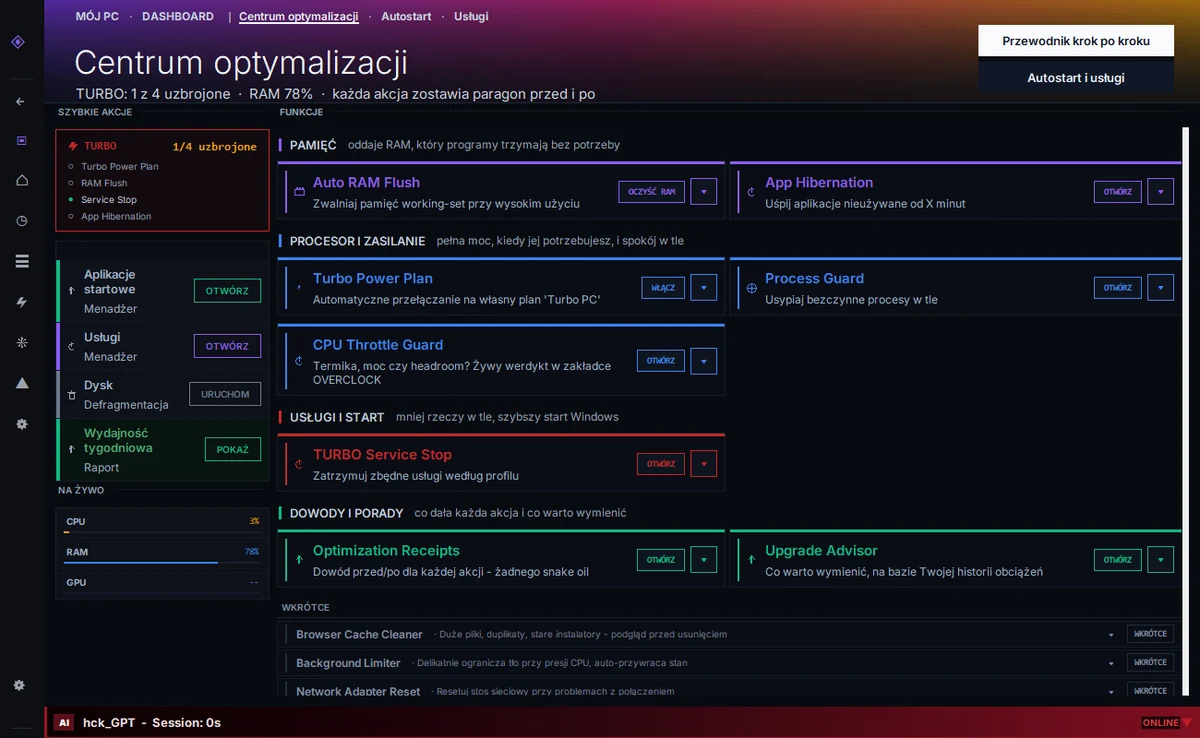 MÓJ PC · DASHBOARD | Centrum optymalizacji · Autostart · Usługi
Centrum optymalizacji
TURBO: 1 z 4 uzbrojone · RAM 78% · każda akcja zostawia paragon przed i po
Przewodnik krok po kroku
Autostart i usługi
SZYBKIE AKCJE
TURBO 1/4 uzbrojone
Turbo Power Plan
RAM Flush
Service Stop
App Hibernation
Aplikacje
startowe
Menadżer
OTWÓRZ
Usługi
Menadżer
OTWÓRZ
Dysk
Defragmentacja
URUCHOM
Wydajność
tygodniowa
Raport
POKAŻ
NA ŻYWO
CPU 3%
RAM 78%
GPU --
FUNKCJE
PAMIĘĆ oddaje RAM, który programy trzymają bez potrzeby
Auto RAM Flush
Zwalniaj pamięć working-set przy wysokim użyciu
OCZYŚĆ RAM
App Hibernation
Uśpij aplikacje nieużywane od X minut
OTWÓRZ
PROCESOR I ZASILANIE pełna moc, kiedy jej potrzebujesz, i spokój w tle
Turbo Power Plan
Automatyczne przełączanie na własny plan 'Turbo PC'
WŁĄCZ
Process Guard
Usypiaj bezczynne procesy w tle
OTWÓRZ
CPU Throttle Guard
Termika, moc czy headroom? Żywy werdykt w zakładce
OVERCLOCK
OTWÓRZ
USŁUGI I START mniej rzeczy w tle, szybszy start Windows
TURBO Service Stop
Zatrzymuj zbędne usługi według profilu
OTWÓRZ
DOWODY I PORADY co dała każda akcja i co warto wymienić
Optimization Receipts
Dowód przed/po dla każdej akcji - żadnego snake oil
OTWÓRZ
Upgrade Advisor
Co warto wymienić, na bazie Twojej historii obciążeń
OTWÓRZ
WKRÓTCE
Browser Cache Cleaner · Duże pliki, duplikaty, stare instalatory - podgląd przed usunięciem WKRÓTCE
Background Limiter · Delikatnie ogranicza tło przy presji CPU, auto-przywraca stan WKRÓTCE
Network Adapter Reset · Resetuj stos sieciowy przy problemach z połączeniem WKRÓTCE
AI hck_GPT - Session: 0s
ONLINE